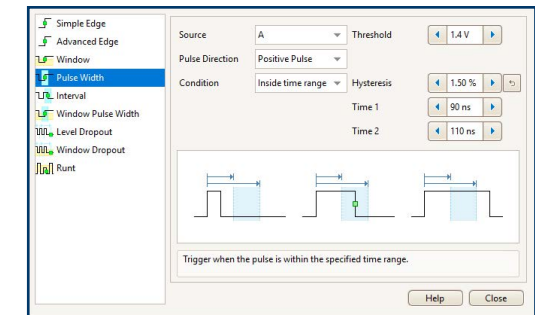 Simple Edge
Advanced Edge
Window
Pulse Width
Interval
Window Pulse Width
Level Dropout
Window Dropout
Runt
Source A Threshold 1.4 V
Pulse Direction Positive Pulse
Condition Inside time range Hysteresis 1.50 %
Time 1 90 ns
Time 2 110 ns
Trigger when the pulse is within the specified time range.
Help Close